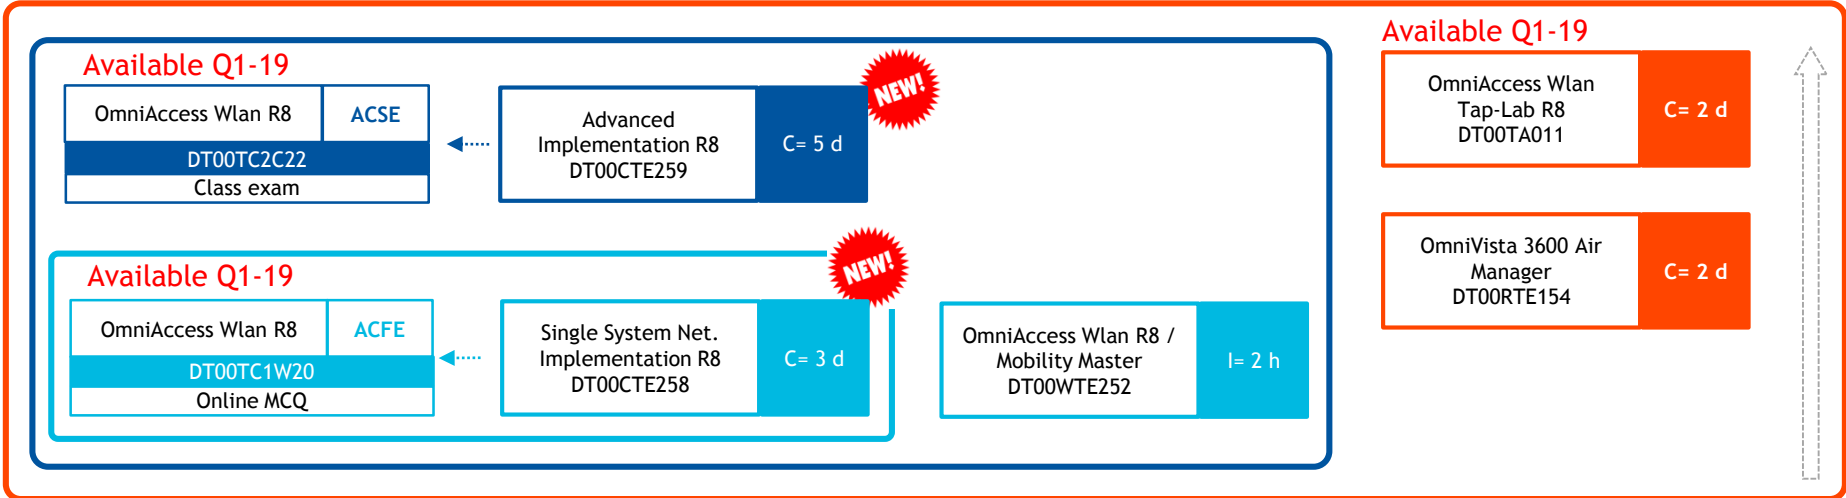 Available Q1-19
OmniAccess Wlan R8
ACSE
DT00TC2C22
Class exam
Advanced
Implementation R8
DT00CTE259
C= 5 d
NEW!
Available Q1-19
OmniAccess Wlan R8
ACFE
DT00TC1W20
Online MCQ
Single System Net.
Implementation R8
DT00CTE258
C= 3 d
NEW!
OmniAccess Wlan R8 /
Mobility Master
DT00WTE252
I= 2 h
Available Q1-19
OmniAccess Wlan
Tap-Lab R8
DT00TA011
C= 2 d
OmniVista 3600 Air
Manager
DT00RTE154
C= 2 d